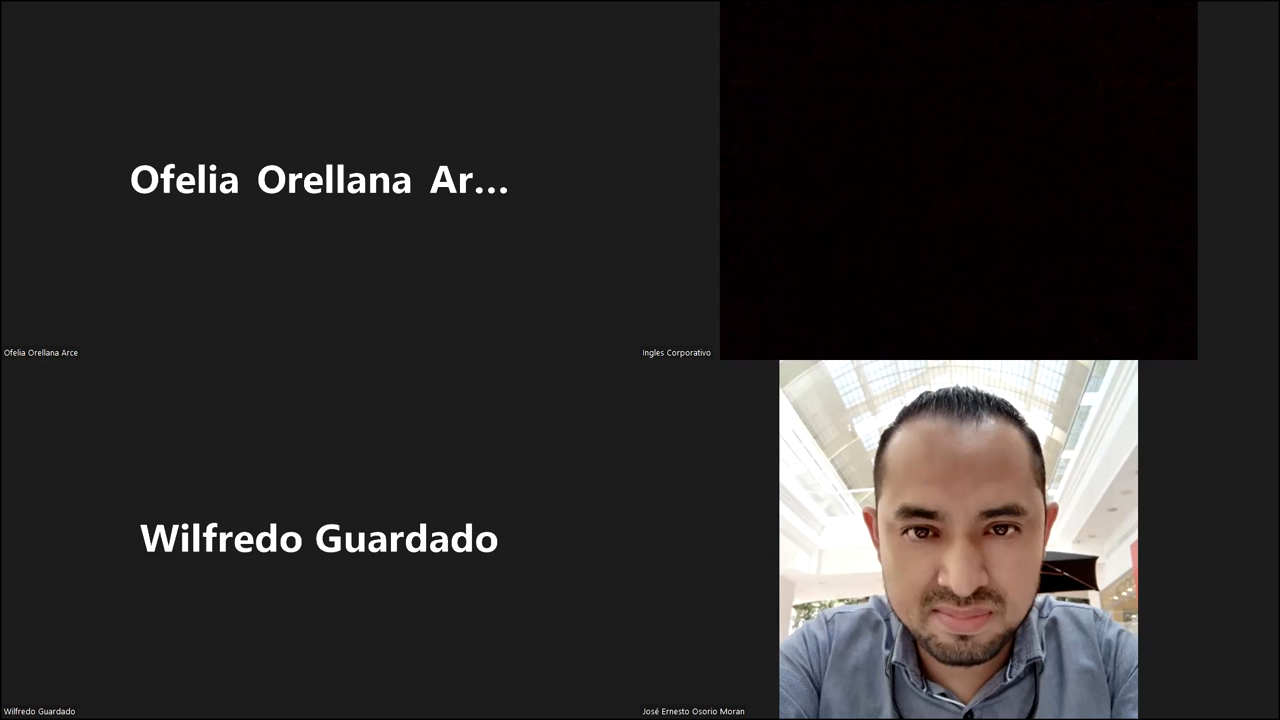 Ofelia Orellana Ar...
Ofelia Orellana Arce
Ingles Corporativo
Wilfredo Guardado
Wilfredo Guardado
José Ernesto Osorio Moran